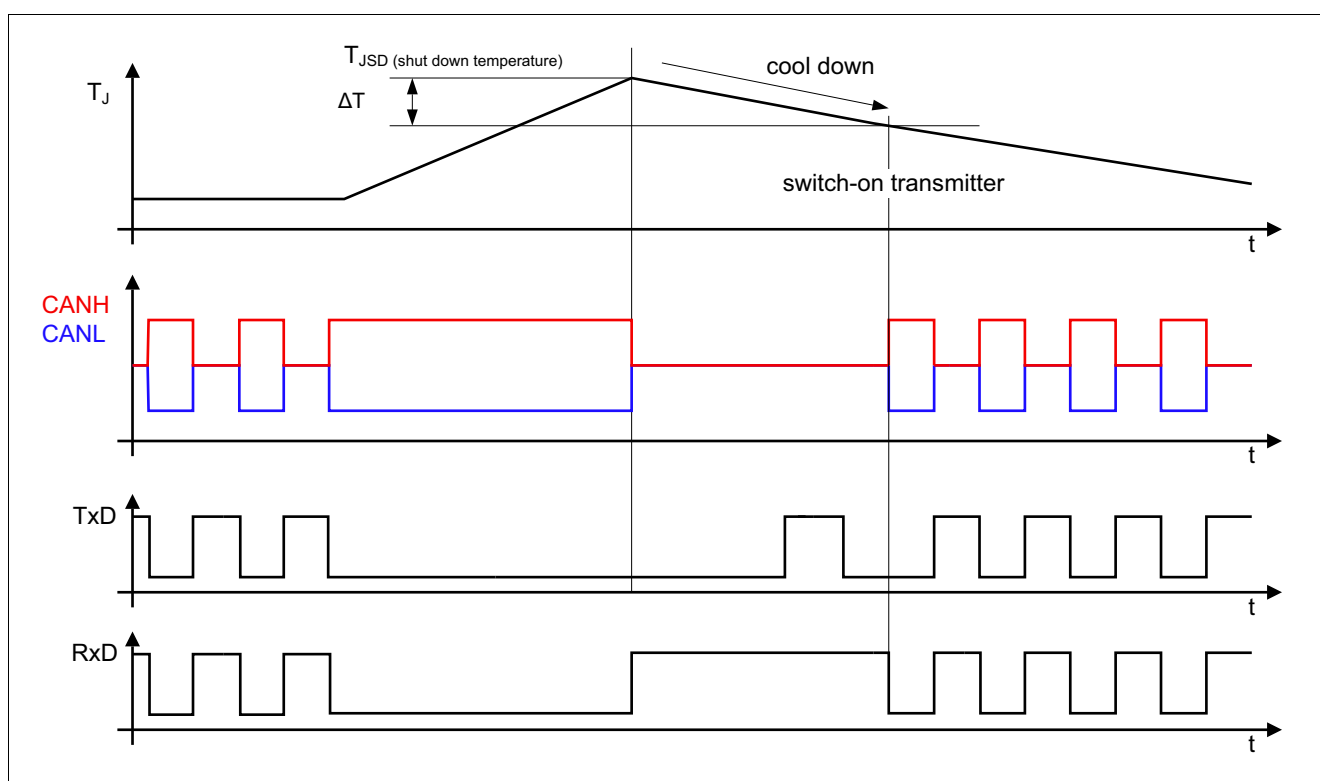 TJSD (shut down temperature)
cool down
TJ
ΔT
switch-on transmitter
t
CANH
CANL
t
TxD
t
RxD
t